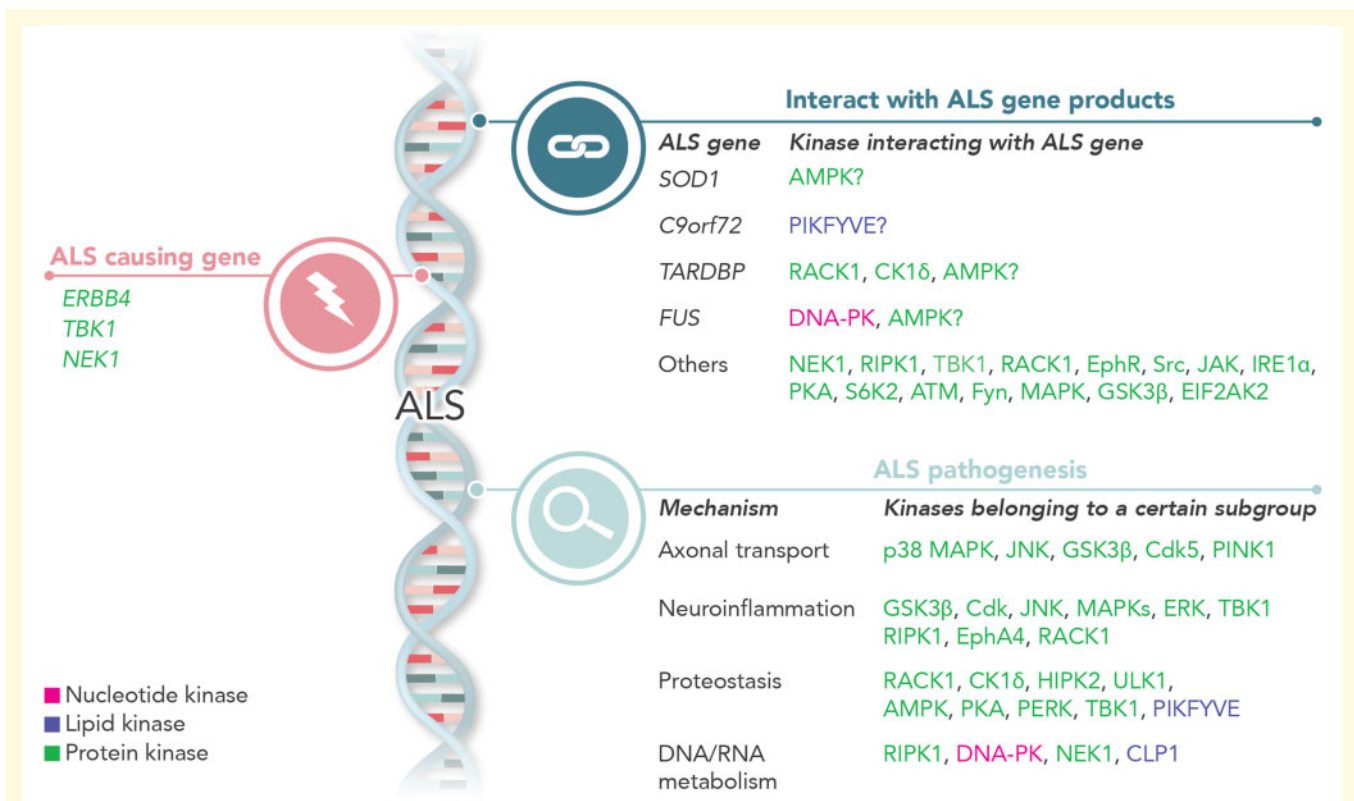 Interact with ALS gene products
ALS gene Kinase interacting with ALS gene
SOD1 AMPK?
C9orf72 PIKFYVE?
TARDBP RACK1, CK1δ, AMPK?
FUS DNA-PK, AMPK?
Others NEK1, RIPK1, TBK1, RACK1, EphR, Src, JAK, IRE1α,
PKA, S6K2, ATM, Fyn, MAPK, GSK3β, EIF2AK2
ALS causing gene
ERBB4
TBK1
NEK1
ALS
ALS pathogenesis
Mechanism Kinases belonging to a certain subgroup
Axonal transport p38 MAPK, JNK, GSK3β, Cdk5, PINK1
Neuroinflammation GSK3β, Cdk, JNK, MAPKs, ERK, TBK1
RIPK1, EphA4, RACK1
Proteostasis RACK1, CK1δ, HIPK2, ULK1,
AMPK, PKA, PERK, TBK1, PIKFYVE
DNA/RNA RIPK1, DNA-PK, NEK1, CLP1
metabolism
Nucleotide kinase
Lipid kinase
Protein kinase